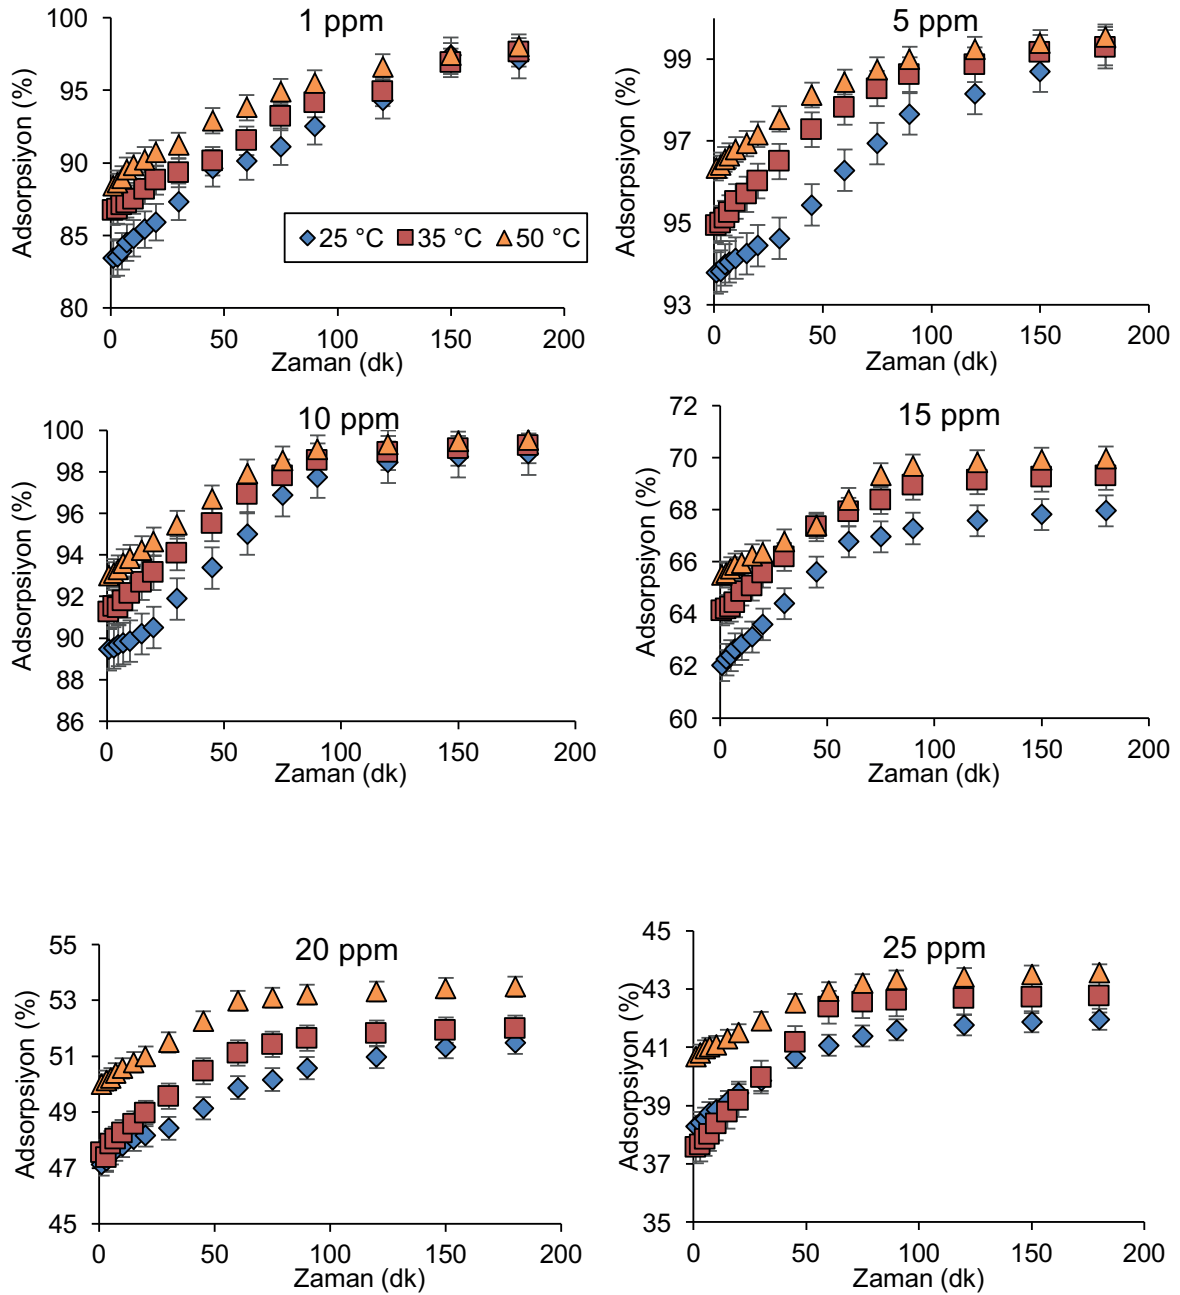 1 ppm
Adsorpsiyon (%)
100
95
90
85
80
25 °C 35 °C 50 °C
0 50 100 150 200
Zaman (dk)
5 ppm
Adsorpsiyon (%)
99
97
95
93
0 50 100 150 200
Zaman (dk)
10 ppm
Adsorpsiyon (%)
100
98
96
94
92
90
88
86
0 50 100 150 200
Zaman (dk)
15 ppm
Adsorpsiyon (%)
72
70
68
66
64
62
60
0 50 100 150 200
Zaman (dk)
20 ppm
Adsorpsiyon (%)
55
53
51
49
47
45
0 50 100 150 200
Zaman (dk)
25 ppm
Adsorpsiyon (%)
45
43
41
39
37
35
0 50 100 150 200
Zaman (dk)